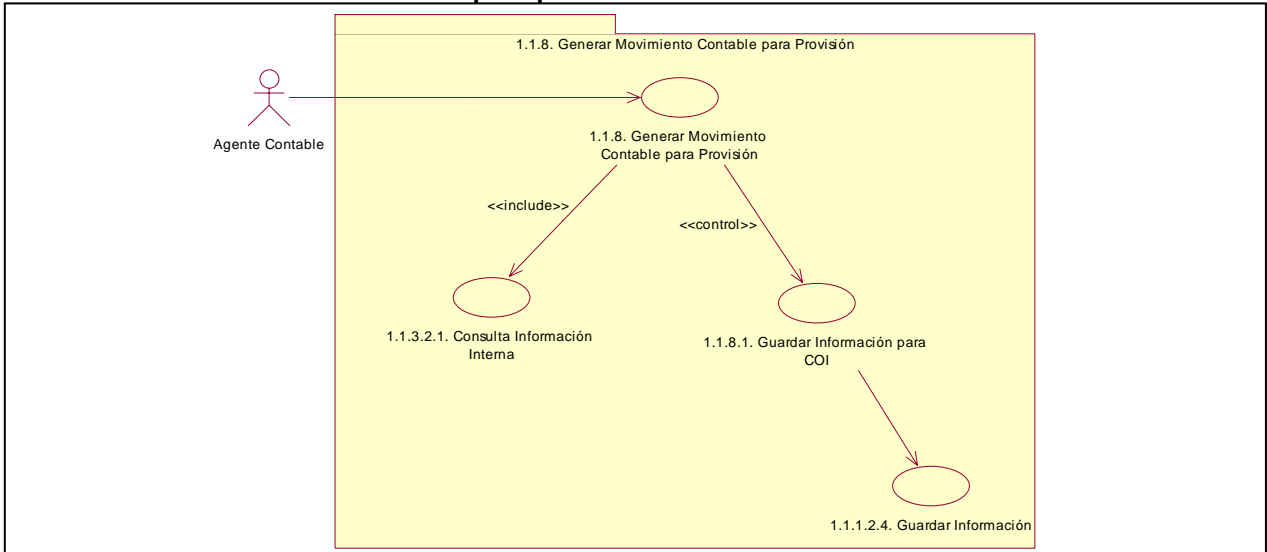 1.1.8. Generar Movimiento Contable para Provisión
Agente Contable
1.1.8. Generar Movimiento
Contable para Provisión
<<include>>
<<control>>
1.1.3.2.1. Consulta Información
Interna
1.1.8.1. Guardar Información para
COI
1.1.1.2.4. Guardar Información